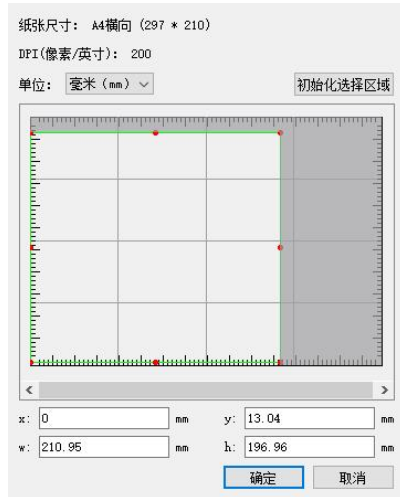 纸张尺寸： A4横向 (297 * 210)
DPI(像素/英寸)： 200
单位： 毫米 (mm) 初始化选择区域
x: 0 mm y: 13.04 mm
w: 210.95 mm h: 196.96 mm
确定 取消